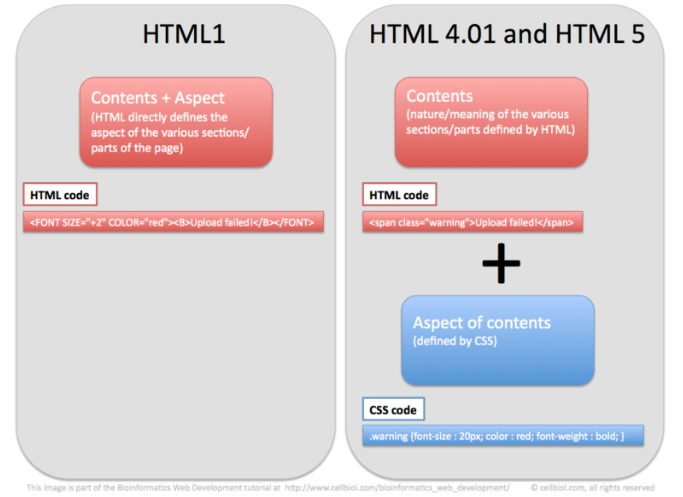 HTML1
Contents + Aspect
(HTML directly defines the
aspect of the various sections/
parts of the page)
HTML code
<FONT SIZE="+2" COLOR="red"><B>Upload failed!</B></FONT>
HTML 4.01 and HTML 5
Contents
(nature/meaning of the various
sections/parts defined by HTML)
HTML code
<span class="warning">Upload failed!</span>
+
Aspect of contents
(defined by CSS)
CSS code
.warning {font-size : 20px; color : red; font-weight : bold; }
This image is part of the Bioinformatics Web Development tutorial at http://www.cellbiol.com/bioinformatics_web_development/ © cellbiol.com, all rights reserved